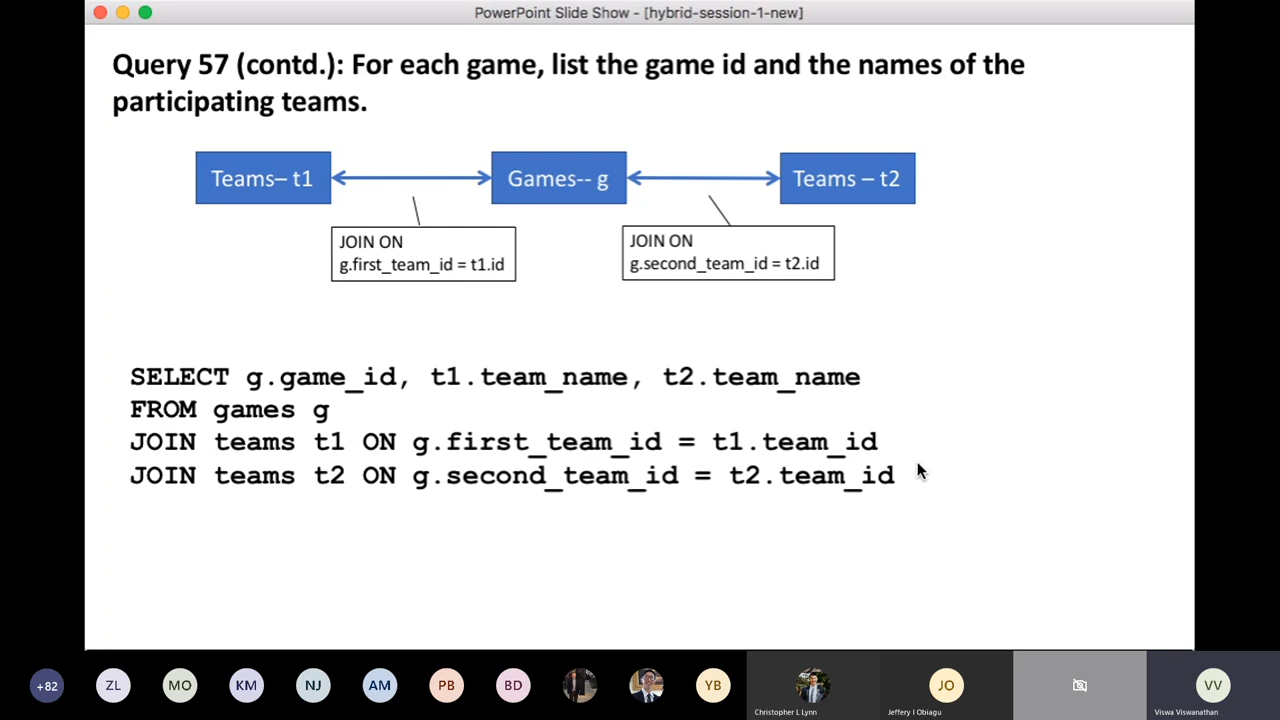 PowerPoint Slide Show - [hybrid-session-1-new]
Query 57 (contd.): For each game, list the game id and the names of the
participating teams.
Teams– t1
Games-- g
Teams – t2
JOIN ON
g.first_team_id = t1.id
JOIN ON
g.second_team_id = t2.id
SELECT g.game_id, t1.team_name, t2.team_name
FROM games g
JOIN teams t1 ON g.first_team_id = t1.team_id
JOIN teams t2 ON g.second_team_id = t2.team_id
+82
ZL
MO
KM
NJ
AM
PB
BD
YB
Christopher L Lynn
JO
Jeffery I Obiagu
VV
Viswa Viswanathan